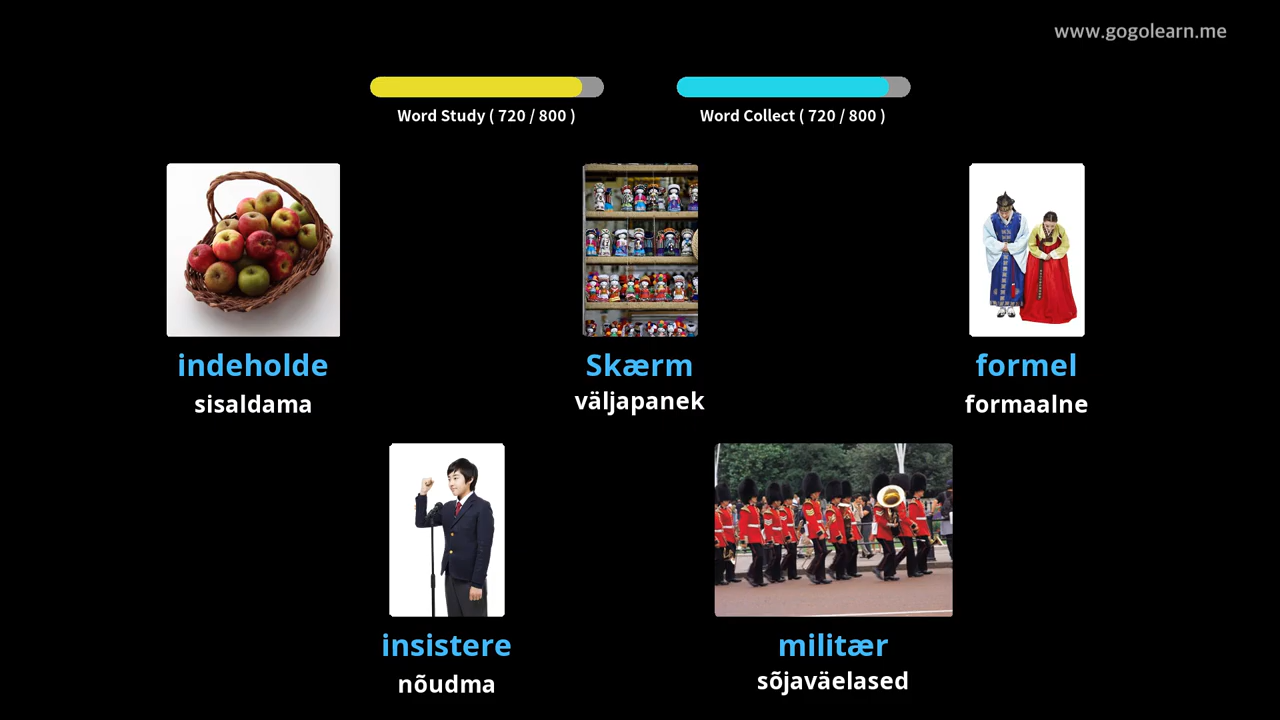 www.gogolearn.me
Word Study ( 720 / 800 )
Word Collect ( 720 / 800 )
indeholde
sisaldama
Skærm
väljapanek
formel
formaalne
insistere
nõudma
militær
sõjaväelased